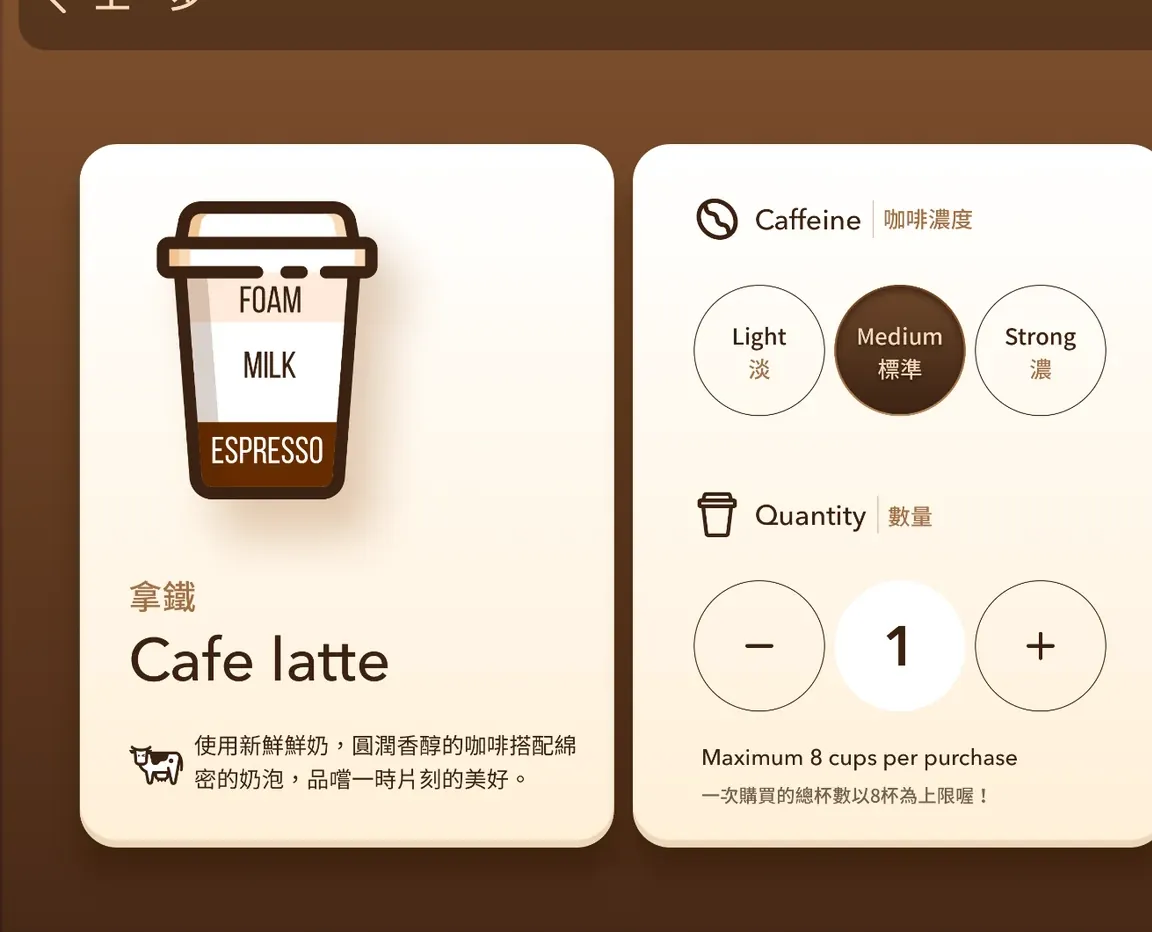 FOAM
MILK
ESPRESSO
拿鐵
Cafe latte
使用新鮮鮮奶，圓潤香醇的咖啡搭配綿
密的奶泡，品嚐一時片刻的美好。
Caffeine 咖啡濃度
Light
淡
Medium
標準
Strong
濃
Quantity 數量
− 1 +
Maximum 8 cups per purchase
一次購買的總杯數以8杯為上限喔！